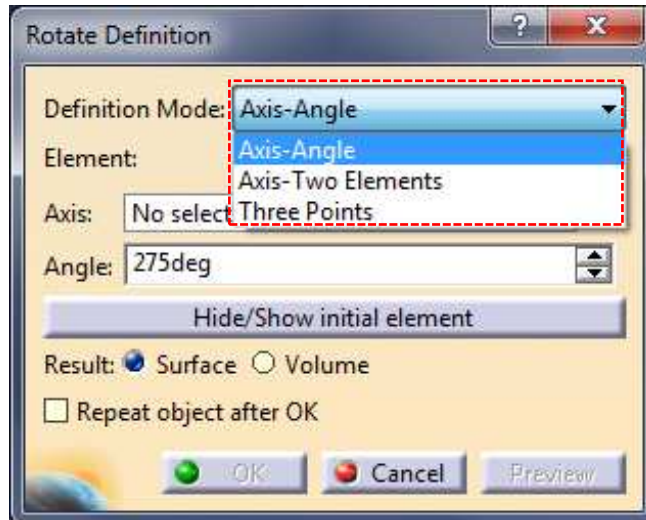 Rotate Definition
?
X
Definition Mode: Axis-Angle
Axis-Angle
Element:
Axis-Two Elements
Axis: No select Three Points
Angle: 275deg
Hide/Show initial element
Result: Surface Volume
Repeat object after OK
OK Cancel Preview